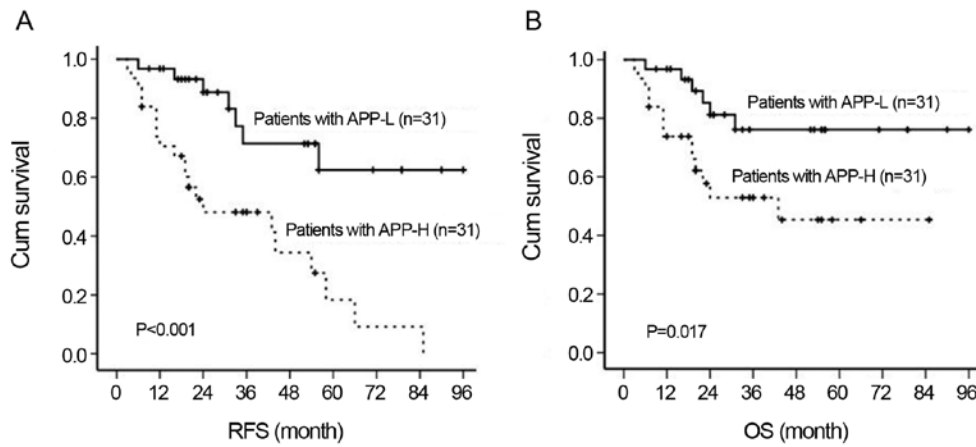 A
Cum survival
1.0
0.8
0.6
0.4
0.2
0.0
Patients with APP-L (n=31)
Patients with APP-H (n=31)
P<0.001
0 12 24 36 48 60 72 84 96
RFS (month)
B
Cum survival
1.0
0.8
0.6
0.4
0.2
0.0
Patients with APP-L (n=31)
Patients with APP-H (n=31)
P=0.017
0 12 24 36 48 60 72 84 96
OS (month)